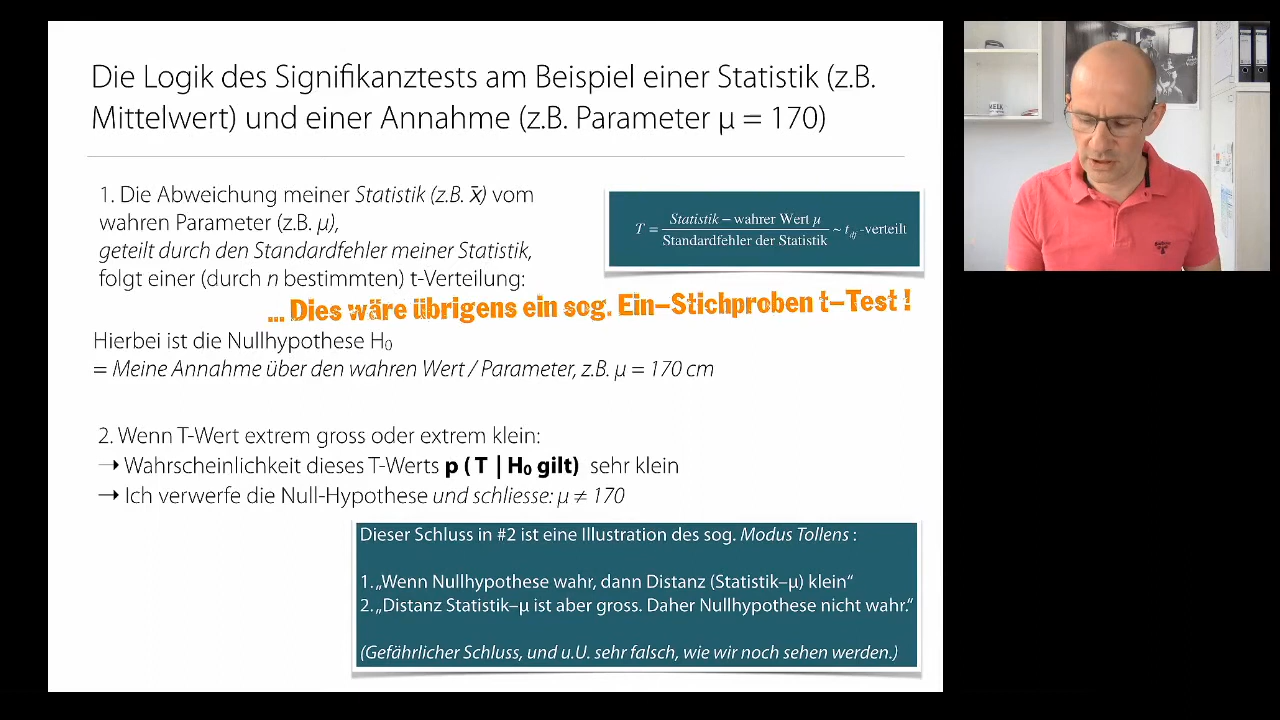 Die Logik des Signifikanztests am Beispiel einer Statistik (z.B.
Mittelwert) und einer Annahme (z.B. Parameter μ = 170)
1. Die Abweichung meiner Statistik (z.B. x̄) vom
wahren Parameter (z.B. μ),
geteilt durch den Standardfehler meiner Statistik,
folgt einer (durch n bestimmten) t-Verteilung:
T = (Statistik – wahrer Wert μ) / (Standardfehler der Statistik) ~ t_df -verteilt
... Dies wäre übrigens ein sog. Ein–Stichproben t–Test !
Hierbei ist die Nullhypothese H₀
= Meine Annahme über den wahren Wert / Parameter, z.B. μ = 170 cm
2. Wenn T-Wert extrem gross oder extrem klein:
→ Wahrscheinlichkeit dieses T-Werts p ( T | H₀ gilt) sehr klein
→ Ich verwerfe die Null-Hypothese und schliesse: μ ≠ 170
Dieser Schluss in #2 ist eine Illustration des sog. Modus Tollens :
1. „Wenn Nullhypothese wahr, dann Distanz (Statistik–μ) klein“
2. „Distanz Statistik–μ ist aber gross. Daher Nullhypothese nicht wahr.“
(Gefährlicher Schluss, und u.U. sehr falsch, wie wir noch sehen werden.)